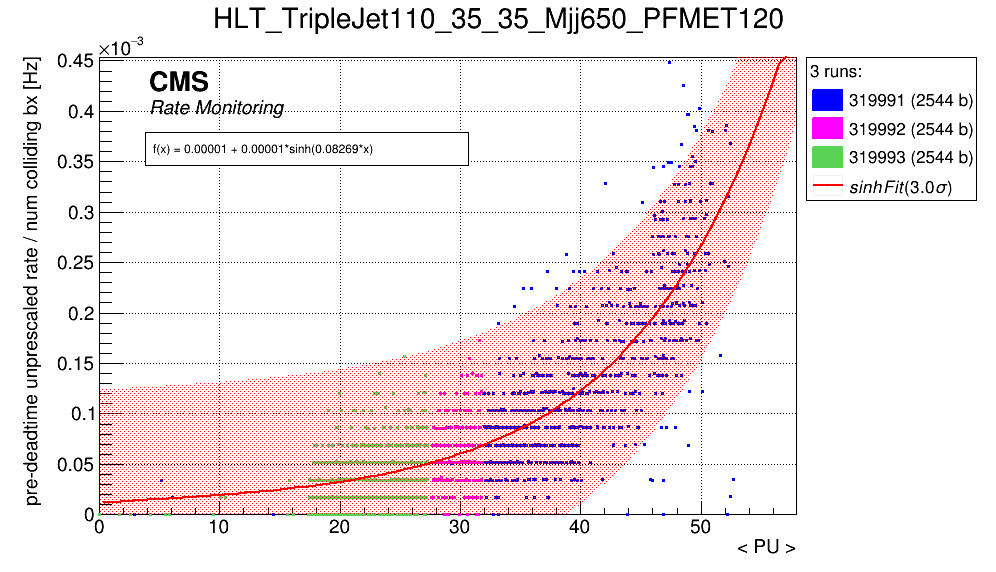 HLT_TripleJet110_35_35_Mjj650_PFMET120
×10⁻³
pre-deadtime unprescaled rate / num colliding bx [Hz]
0.45
0.4
0.35
0.3
0.25
0.2
0.15
0.1
0.05
0
CMS
Rate Monitoring
f(x) = 0.00001 + 0.00001*sinh(0.08269*x)
3 runs:
319991 (2544 b)
319992 (2544 b)
319993 (2544 b)
sinhFit(3.0σ)
0 10 20 30 40 50
< PU >